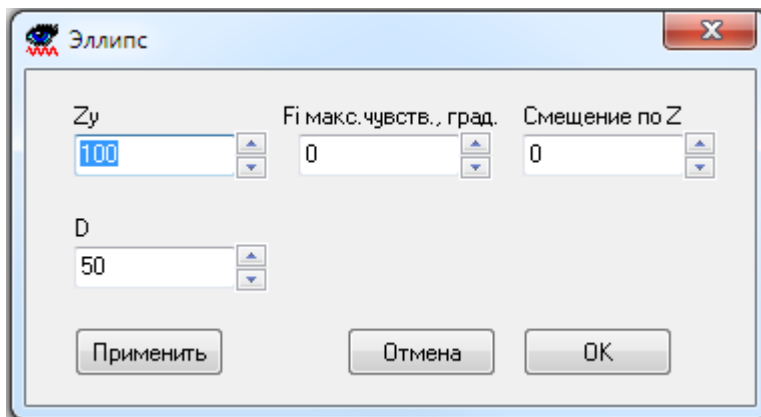 Эллипс
Zy Fi макс.чувств., град. Смещение по Z
100 0 0
D
50
Применить Отмена OK